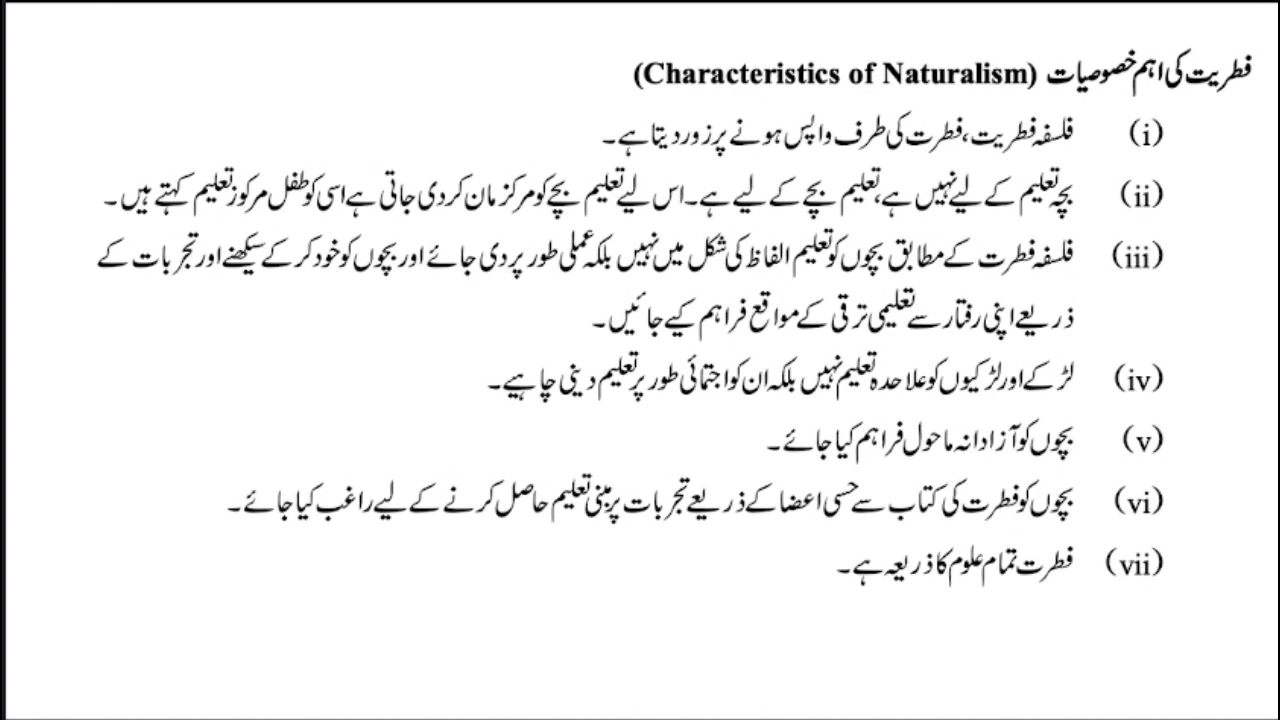 فطریت کی اہم خصوصیات (Characteristics of Naturalism)
(i) فلسفہ فطریت، فطرت کی طرف واپس ہونے پر زور دیتا ہے۔
(ii) بچہ تعلیم کے لیے نہیں ہے، تعلیم بچے کے لیے ہے۔ اس لیے تعلیم بچے کو مرکز مان کر دی جاتی ہے اسی کو طفل مرکوز تعلیم کہتے ہیں۔
(iii) فلسفہ فطرت کے مطابق بچوں کو تعلیم الفاظ کی شکل میں نہیں بلکہ عملی طور پر دی جائے اور بچوں کو خود کر کے سیکھنے اور تجربات کے
ذریعے اپنی رفتار سے تعلیمی ترقی کے مواقع فراہم کیے جائیں۔
(iv) لڑکے اور لڑکیوں کو علاحدہ تعلیم نہیں بلکہ ان کو اجتمائی طور پر تعلیم دینی چاہیے۔
(v) بچوں کو آزادانہ ماحول فراہم کیا جائے۔
(vi) بچوں کو فطرت کی کتاب سے حسی اعضا کے ذریعے تجربات پر مبنی تعلیم حاصل کرنے کے لیے راغب کیا جائے۔
(vii) فطرت تمام علوم کا ذریعہ ہے۔